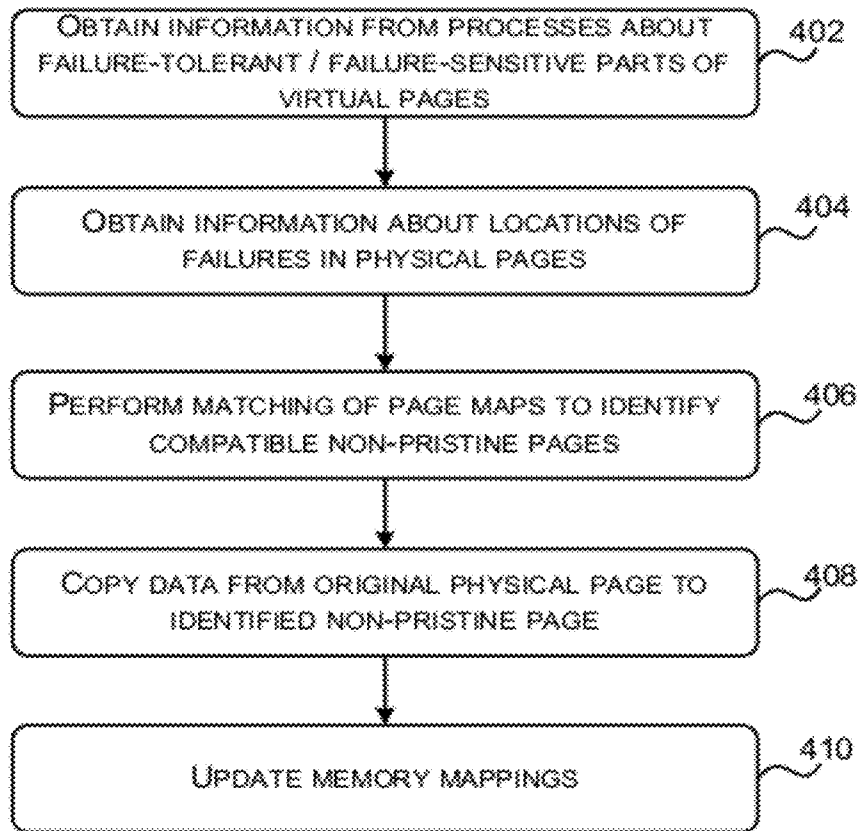 OBTAIN INFORMATION FROM PROCESSES ABOUT
FAILURE-TOLERANT / FAILURE-SENSITIVE PARTS OF
VIRTUAL PAGES
402
OBTAIN INFORMATION ABOUT LOCATIONS OF
FAILURES IN PHYSICAL PAGES
404
PERFORM MATCHING OF PAGE MAPS TO IDENTIFY
COMPATIBLE NON-PRISTINE PAGES
406
COPY DATA FROM ORIGINAL PHYSICAL PAGE TO
IDENTIFIED NON-PRISTINE PAGE
408
UPDATE MEMORY MAPPINGS
410